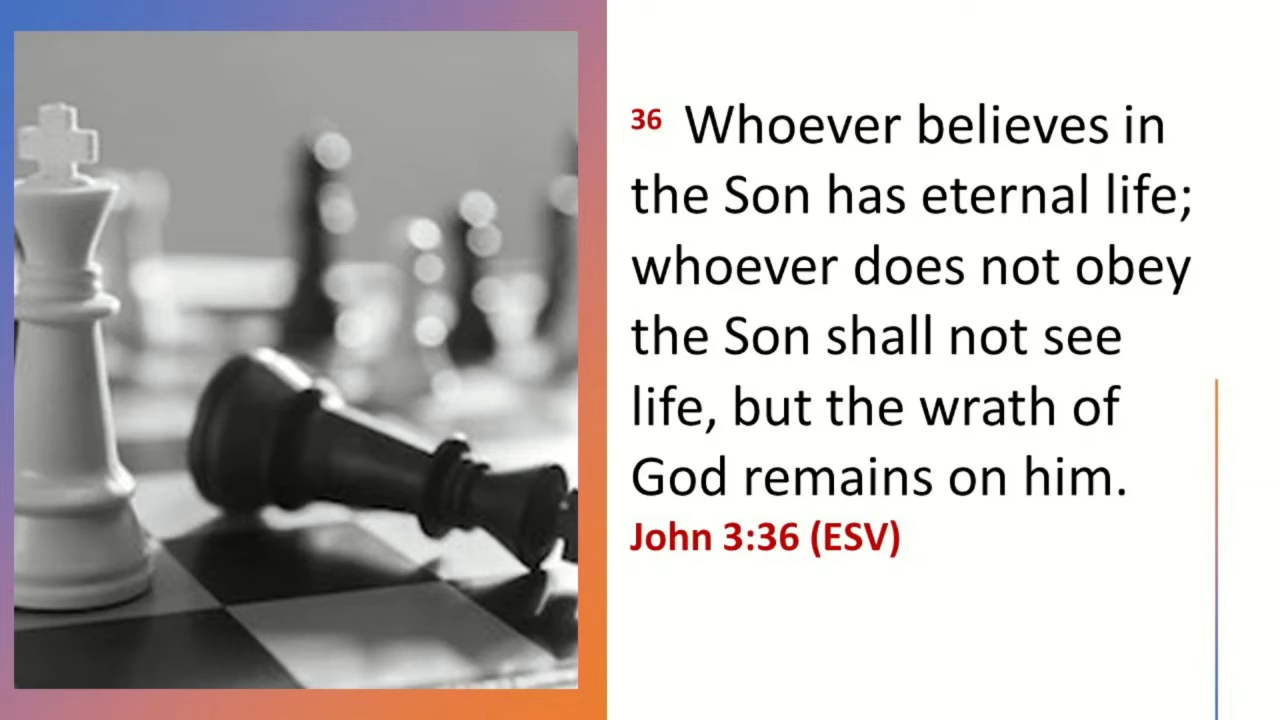 36 Whoever believes in
the Son has eternal life;
whoever does not obey
the Son shall not see
life, but the wrath of
God remains on him.
John 3:36 (ESV)